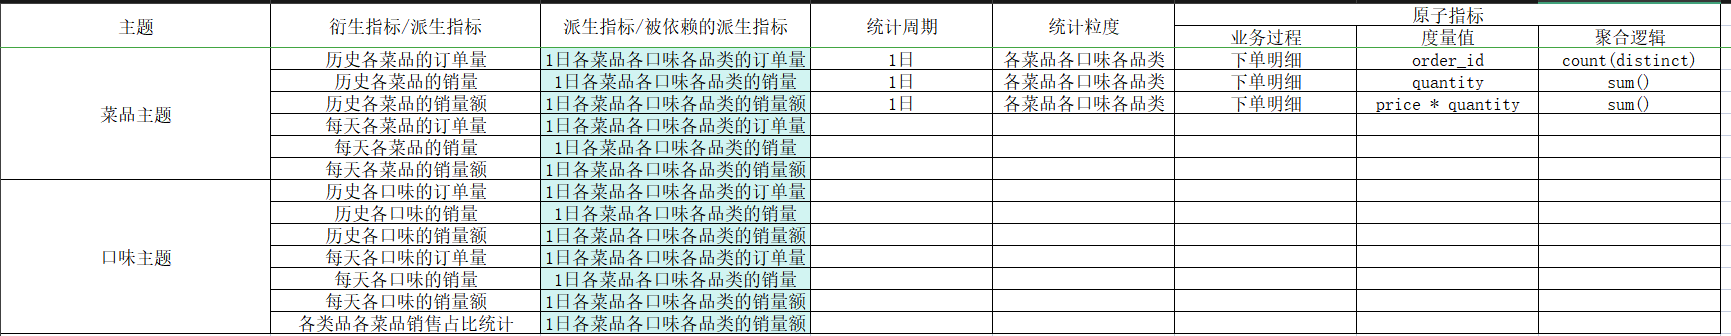 主题 衍生指标/派生指标 派生指标/被依赖的派生指标 统计周期 统计粒度 原子指标
业务过程 度量值 聚合逻辑
菜品主题
历史各菜品的订单量 1日各菜品各口味各品类的订单量 1日 各菜品各口味各品类 下单明细 order_id count(distinct)
历史各菜品的销量 1日各菜品各口味各品类的销量 1日 各菜品各口味各品类 下单明细 quantity sum()
历史各菜品的销量额 1日各菜品各口味各品类的销量额 1日 各菜品各口味各品类 下单明细 price * quantity sum()
每天各菜品的订单量 1日各菜品各口味各品类的订单量
每天各菜品的销量 1日各菜品各口味各品类的销量
每天各菜品的销量额 1日各菜品各口味各品类的销量额
口味主题
历史各口味的订单量 1日各菜品各口味各品类的订单量
历史各口味的销量 1日各菜品各口味各品类的销量
历史各口味的销量额 1日各菜品各口味各品类的销量额
每天各口味的订单量 1日各菜品各口味各品类的订单量
每天各口味的销量 1日各菜品各口味各品类的销量
每天各口味的销量额 1日各菜品各口味各品类的销量额
各类品各菜品销售占比统计 1日各菜品各口味各品类的销量额